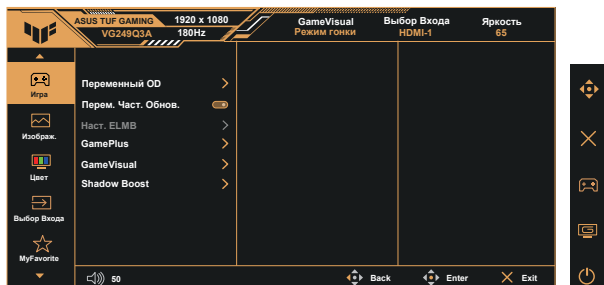 ASUS TUF GAMING 1920 x 1080
VG249Q3A 180Hz
GameVisual
Режим гонки
Выбор Входа
HDMI-1
Яркость
65
Игра
Изображ.
Цвет
Выбор Входа
MyFavorite
Переменный OD
Перем. Част. Обнов.
Наст. ELMB
GamePlus
GameVisual
Shadow Boost
50
Back
Enter
Exit